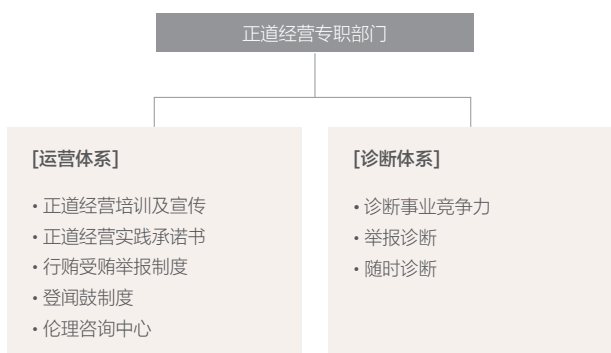 正道经营专职部门
[运营体系]
• 正道经营培训及宣传
• 正道经营实践承诺书
• 行贿受贿举报制度
• 登闻鼓制度
• 伦理咨询中心
[诊断体系]
• 诊断事业竞争力
• 举报诊断
• 随时诊断